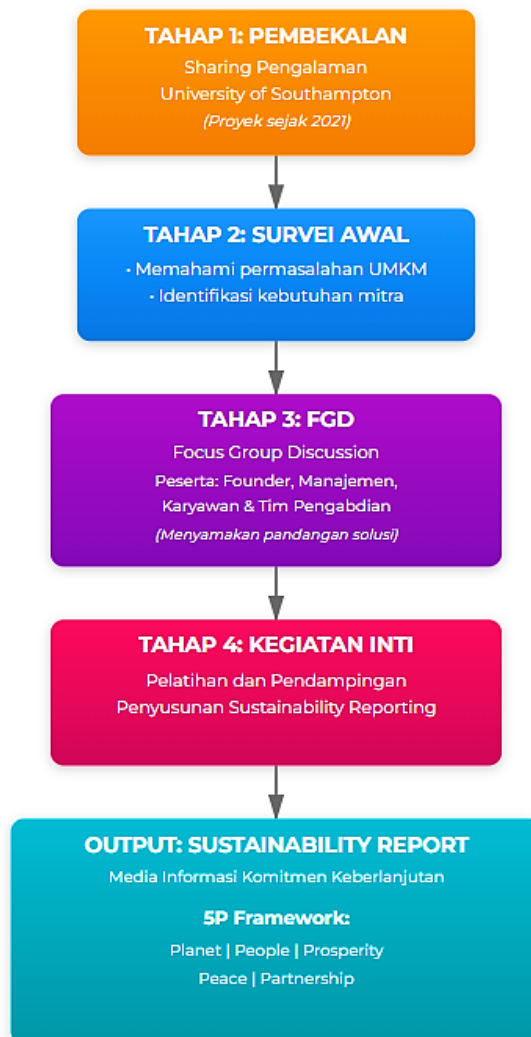 TAHAP 1: PEMBEKALAN
Sharing Pengalaman
University of Southampton
(Proyek sejak 2021)
TAHAP 2: SURVEI AWAL
• Memahami permasalahan UMKM
• Identifikasi kebutuhan mitra
TAHAP 3: FGD
Focus Group Discussion
Peserta: Founder, Manajemen,
Karyawan & Tim Pengabdian
(Menyamakan pandangan solusi)
TAHAP 4: KEGIATAN INTI
Pelatihan dan Pendampingan
Penyusunan Sustainability Reporting
OUTPUT: SUSTAINABILITY REPORT
Media Informasi Komitmen Keberlanjutan
5P Framework:
Planet | People | Prosperity
Peace | Partnership